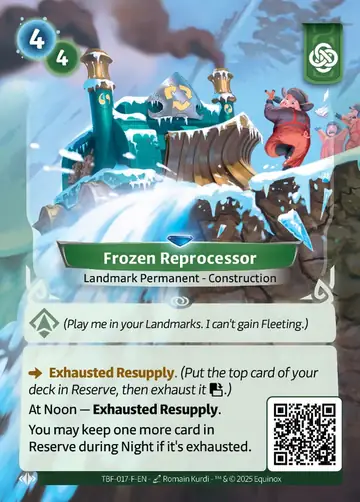 4
4
Frozen Reprocessor
Landmark Permanent - Construction
(Play me in your Landmarks. I can't gain Fleeting.)
Exhausted Resupply. (Put the top card of your
deck in Reserve, then exhaust it .)
At Noon — Exhausted Resupply.
You may keep one more card in
Reserve during Night if it's exhausted.
TBF-017-F-EN - Romain Kurdi - ™ & © 2025 Equinox